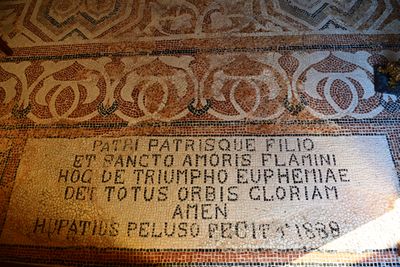 PATRI PATRISQUE FILIO
ET SANCTO AMORIS FLAMINI
HOC DE TRIUMPHO EUPHEMIAE
DET TOTUS ORBIS GLORIAM
AMEN
HYPATIUS PELUSO FECIT A 1889